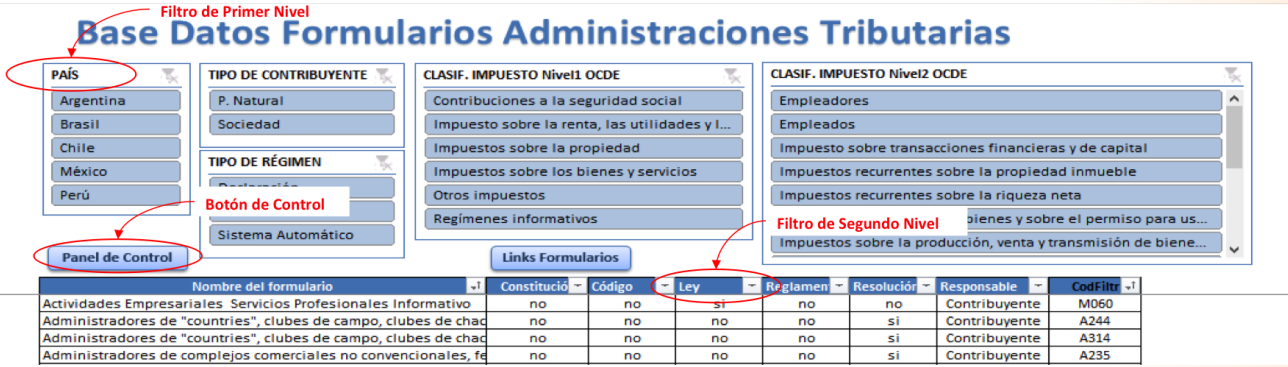 Filtro de Primer Nivel
Base Datos Formularios Administraciones Tributarias
PAÍS
Argentina
Brasil
Chile
México
Perú
TIPO DE CONTRIBUYENTE
P. Natural
Sociedad
TIPO DE RÉGIMEN
Declaración
Botón de Control
Sistema Automático
CLASIF. IMPUESTO Nivel1 OCDE
Contribuciones a la seguridad social
Impuesto sobre la renta, las utilidades y l...
Impuestos sobre la propiedad
Impuestos sobre los bienes y servicios
Otros impuestos
Regímenes informativos
CLASIF. IMPUESTO Nivel2 OCDE
Empleadores
Empleados
Impuesto sobre transacciones financieras y de capital
Impuestos recurrentes sobre la propiedad inmueble
Impuestos recurrentes sobre la riqueza neta
bienes y sobre el permiso para us...
Filtro de Segundo Nivel
Impuestos sobre la producción, venta y transmisión de biene...
Panel de Control
Links Formularios
Nombre del formulario Constitució Código Ley Reglamen Resolución Responsable CodFiltr
Actividades Empresariales Servicios Profesionales Informativo no no si no no Contribuyente M060
Administradores de "countries", clubes de campo, clubes de chac no no no no si Contribuyente A244
Administradores de "countries", clubes de campo, clubes de chac no no no no si Contribuyente A314
Administradores de complejos comerciales no convencionales, fe no no no no si Contribuyente A235